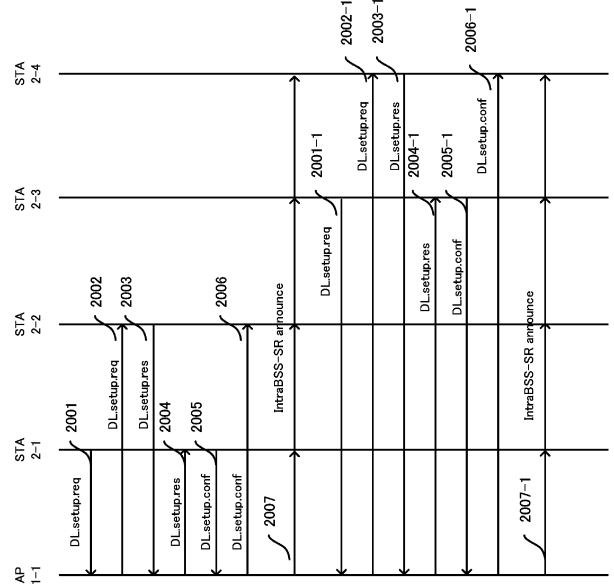 AP
1-1
STA
2-1
STA
2-2
STA
2-3
STA
2-4
2001
DL.setup.req
2002
DL.setup.req
2003
DL.setup.res
2004
DL.setup.res
2005
DL.setup.conf
2006
DL.setup.conf
2007
IntraBSS-SR announce
2001-1
DL.setup.req
2002-1
DL.setup.req
2003-1
DL.setup.res
2004-1
DL.setup.res
2005-1
DL.setup.conf
2006-1
DL.setup.conf
2007-1
IntraBSS-SR announce